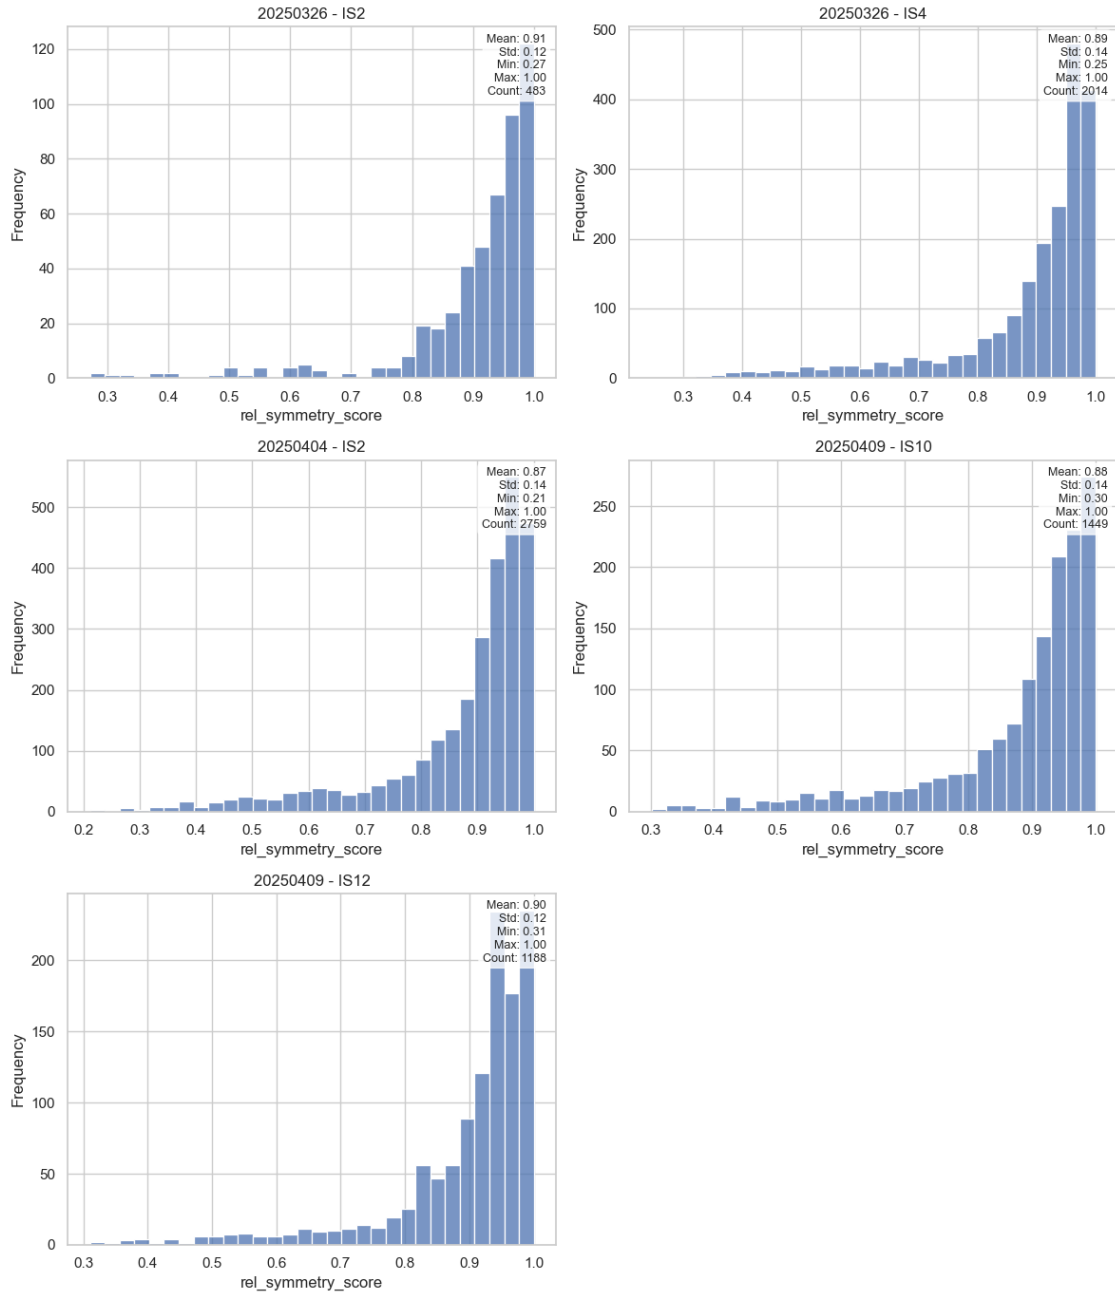 20250326 - IS2
Mean: 0.91
Std: 0.12
Min: 0.27
Max: 1.00
Count: 483
120
100
80
60
40
20
0
Frequency
0.3 0.4 0.5 0.6 0.7 0.8 0.9 1.0
rel_symmetry_score
20250326 - IS4
Mean: 0.89
Std: 0.14
Min: 0.25
Max: 1.00
Count: 2014
500
400
300
200
100
0
Frequency
0.3 0.4 0.5 0.6 0.7 0.8 0.9 1.0
rel_symmetry_score
20250404 - IS2
Mean: 0.87
Std: 0.14
Min: 0.21
Max: 1.00
Count: 2759
500
400
300
200
100
0
Frequency
0.2 0.3 0.4 0.5 0.6 0.7 0.8 0.9 1.0
rel_symmetry_score
20250409 - IS10
Mean: 0.88
Std: 0.14
Min: 0.30
Max: 1.00
Count: 1449
250
200
150
100
50
0
Frequency
0.3 0.4 0.5 0.6 0.7 0.8 0.9 1.0
rel_symmetry_score
20250409 - IS12
Mean: 0.90
Std: 0.12
Min: 0.31
Max: 1.00
Count: 1188
200
150
100
50
0
Frequency
0.3 0.4 0.5 0.6 0.7 0.8 0.9 1.0
rel_symmetry_score